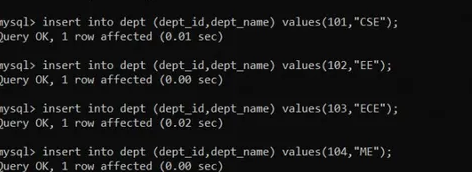 mysql> insert into dept (dept_id,dept_name) values(101,"CSE");
Query OK, 1 row affected (0.01 sec)
mysql> insert into dept (dept_id,dept_name) values(102,"EE");
Query OK, 1 row affected (0.00 sec)
mysql> insert into dept (dept_id,dept_name) values(103,"ECE");
Query OK, 1 row affected (0.02 sec)
mysql> insert into dept (dept_id,dept_name) values(104,"ME");
Query OK, 1 row affected (0.00 sec)